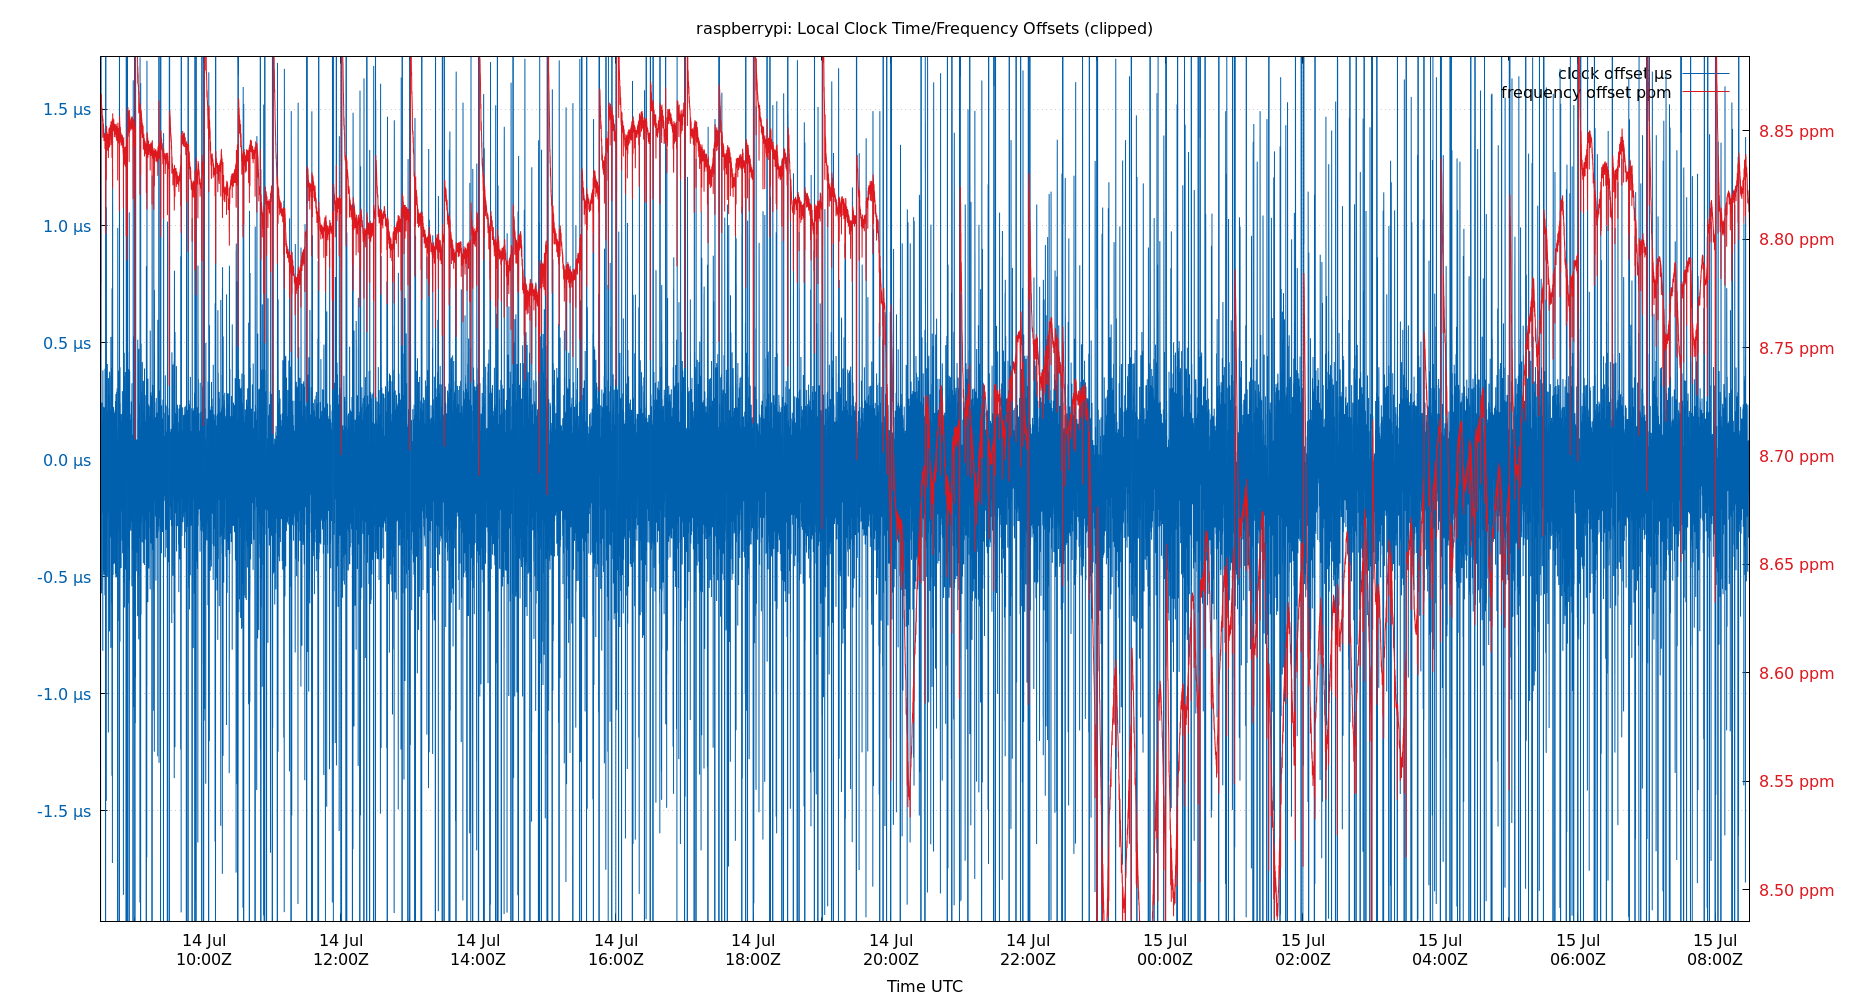 raspberrypi: Local Clock Time/Frequency Offsets (clipped)
clock offset µs
frequency offset ppm
1.5 µs
1.0 µs
0.5 µs
0.0 µs
-0.5 µs
-1.0 µs
-1.5 µs
8.85 ppm
8.80 ppm
8.75 ppm
8.70 ppm
8.65 ppm
8.60 ppm
8.55 ppm
8.50 ppm
14 Jul
10:00Z
14 Jul
12:00Z
14 Jul
14:00Z
14 Jul
16:00Z
14 Jul
18:00Z
14 Jul
20:00Z
14 Jul
22:00Z
15 Jul
00:00Z
15 Jul
02:00Z
15 Jul
04:00Z
15 Jul
06:00Z
15 Jul
08:00Z
Time UTC